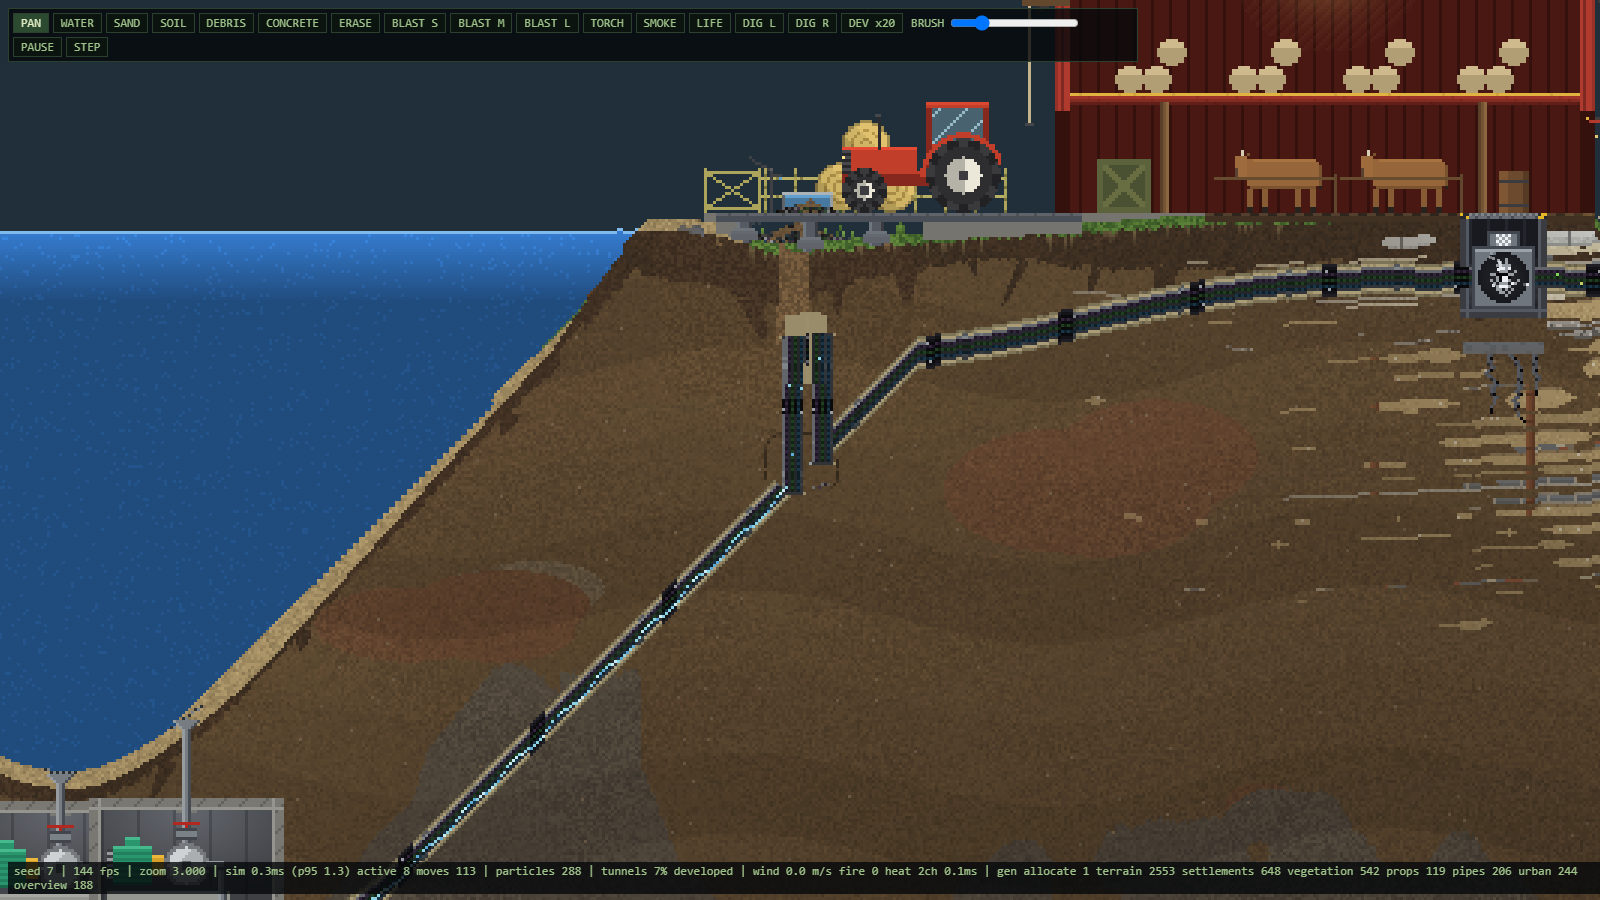 PAN WATER SAND SOIL DEBRIS CONCRETE ERASE BLAST S BLAST M BLAST L TORCH SMOKE LIFE DIG L DIG R DEV x20 BRUSH
PAUSE STEP
seed 7 | 144 fps | zoom 3.000 | sim 0.3ms (p95 1.3) active 8 moves 113 | particles 288 | tunnels 7% developed | wind 0.0 m/s fire 0 heat 2ch 0.1ms | gen allocate 1 terrain 2553 settlements 648 vegetation 542 props 119 pipes 206 urban 244
overview 188